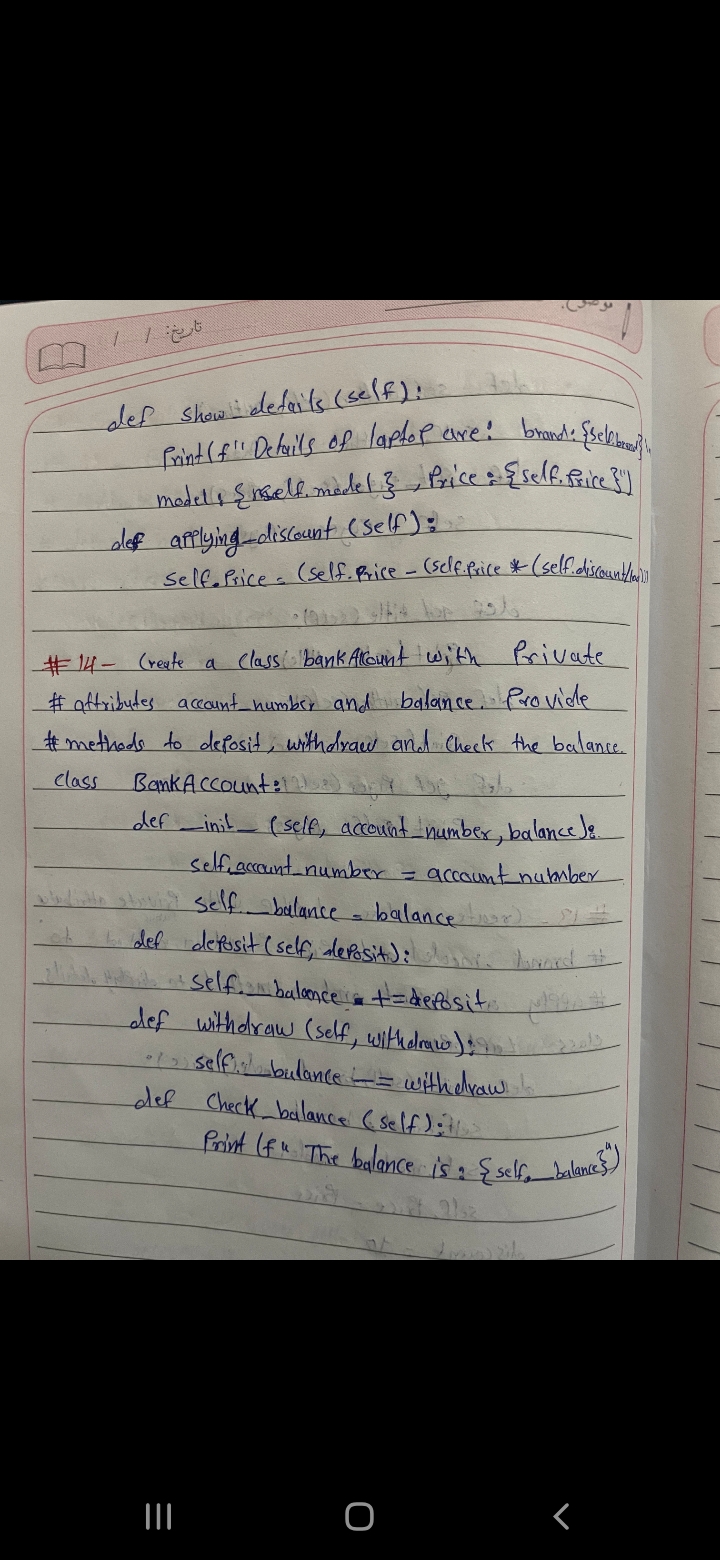 تاریخ: / /
def show_details (self):
Print(f" Details of laptop are: brand: {self.brand},
model: {self.model} , Price : {self.Price}")
def applying_discount (self):
self.Price = (self.Price - (self.Price * (self.discount/100)))
# 14 - Create a class bankAccount with Private
# attributes account_number and balance. Provide
# methods to deposit, withdraw and check the balance.
class BankAccount:
def __init__ (self, account_number, balance):
self.account_number = account_number
self.__balance = balance
def deposit (self, deposit):
self.__balance += deposit
def withdraw (self, withdraw):
self.__balance -= withdraw
def check_balance (self):
Print (f" The balance is : {self.__balance}")